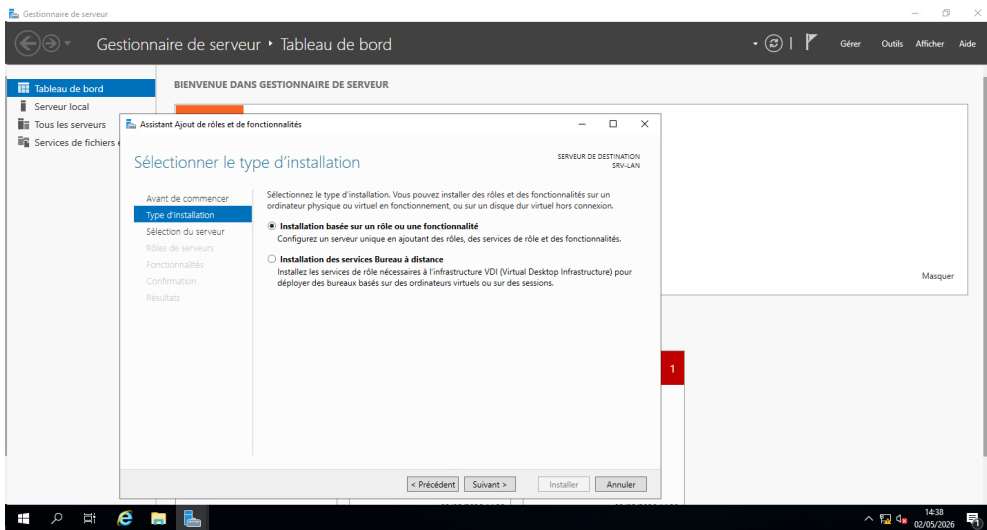 Gestionnaire de serveur
Gestionnaire de serveur ‣ Tableau de bord
Gérer Outils Afficher Aide
Tableau de bord
Serveur local
Tous les serveurs
Services de fichiers
BIENVENUE DANS GESTIONNAIRE DE SERVEUR
Assistant Ajout de rôles et de fonctionnalités
Sélectionner le type d'installation
SERVEUR DE DESTINATION
SRV-LAN
Avant de commencer
Type d'installation
Sélection du serveur
Rôles de serveurs
Fonctionnalités
Confirmation
Résultats
Sélectionnez le type d'installation. Vous pouvez installer des rôles et des fonctionnalités sur un
ordinateur physique ou virtuel en fonctionnement, ou sur un disque dur virtuel hors connexion.
Installation basée sur un rôle ou une fonctionnalité
Configurez un serveur unique en ajoutant des rôles, des services de rôle et des fonctionnalités.
Installation des services Bureau à distance
Installez les services de rôle nécessaires à l'infrastructure VDI (Virtual Desktop Infrastructure) pour
déployer des bureaux basés sur des ordinateurs virtuels ou sur des sessions.
Masquer
1
< Précédent Suivant > Installer Annuler
14:38
02/05/2026